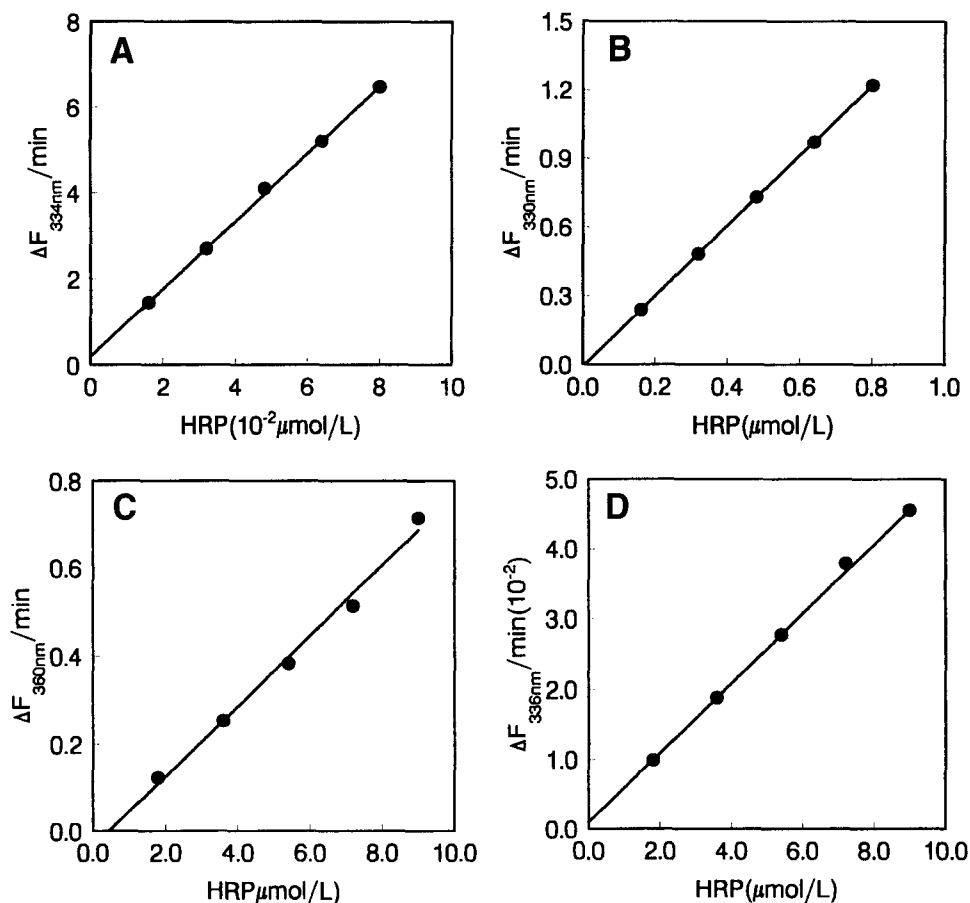 A
8
6
4
2
0
ΔF334nm/min
0 2 4 6 8 10
HRP(10-2μmol/L)
B
1.5
1.2
0.9
0.6
0.3
0.0
ΔF330nm/min
0.0 0.2 0.4 0.6 0.8 1.0
HRP(μmol/L)
C
0.8
0.6
0.4
0.2
0.0
ΔF360nm/min
0.0 2.0 4.0 6.0 8.0 10.0
HRPμmol/L)
D
5.0
4.0
3.0
2.0
1.0
0.0
ΔF336nm/min(10-2)
0.0 2.0 4.0 6.0 8.0 10.0
HRP(μmol/L)